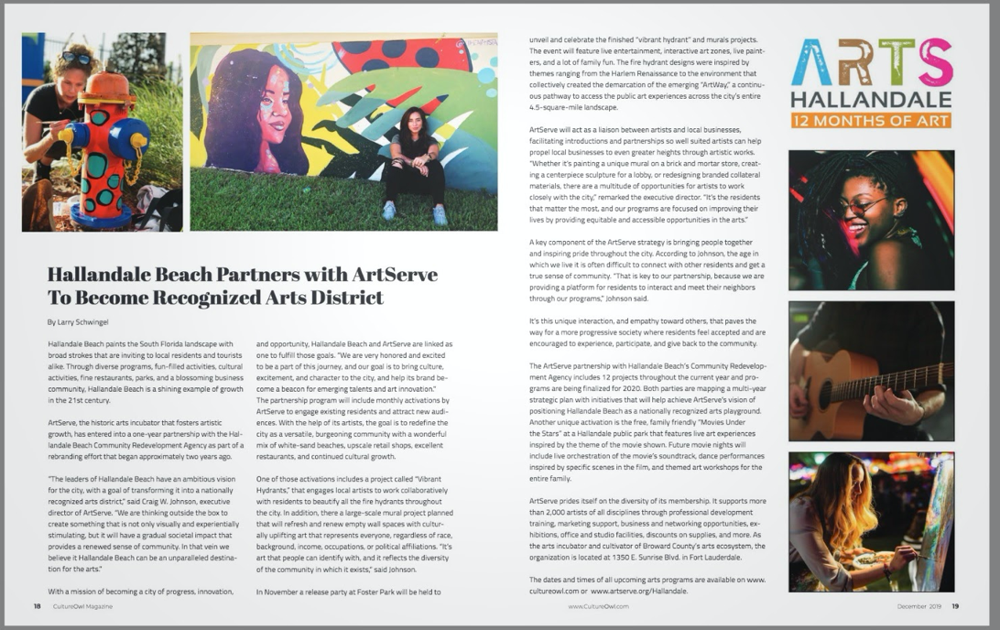 Hallandale Beach Partners with ArtServe
To Become Recognized Arts District
By Larry Schwingel
Hallandale Beach paints the South Florida landscape with
broad strokes that are inviting to local residents and tourists
alike. Through diverse programs, fun-filled activities, cultural
activities, fine restaurants, parks, and a blossoming business
community, Hallandale Beach is a shining example of growth
in the 21st century.
ArtServe, the historic arts incubator that fosters artistic
growth, has entered into a one-year partnership with the Hal-
landale Beach Community Redevelopment Agency as part of a
rebranding effort that began approximately two years ago.
"The leaders of Hallandale Beach have an ambitious vision
for the city, with a goal of transforming it into a nationally
recognized arts district," said Craig W. Johnson, executive
director of ArtServe. "We are thinking outside the box to
create something that is not only visually and experientially
stimulating, but it will have a gradual societal impact that
provides a renewed sense of community. In that vein we
believe it Hallandale Beach can be an unparalleled destina-
tion for the arts."
With a mission of becoming a city of progress, innovation,
and opportunity, Hallandale Beach and ArtServe are linked as
one to fulfill those goals. "We are very honored and excited
to be a part of this journey, and our goal is to bring culture,
excitement, and character to the city, and help its brand be-
come a beacon for emerging talents and art innovation."
The partnership program will include monthly activations by
ArtServe to engage existing residents and attract new audi-
ences. With the help of its artists, the goal is to redefine the
city as a versatile, burgeoning community with a wonderful
mix of white-sand beaches, upscale retail shops, excellent
restaurants, and continued cultural growth.
One of those activations includes a project called "Vibrant
Hydrants," that engages local artists to work collaboratively
with residents to beautify all the fire hydrants throughout
the city. In addition, there a large-scale mural project planned
that will refresh and renew empty wall spaces with cultur-
ally uplifting art that represents everyone, regardless of race,
background, income, occupations, or political affiliations. "It's
art that people can identify with, and it reflects the diversity
of the community in which it exists," said Johnson.
In November a release party at Foster Park will be held to
18 CultureOwl Magazine
unveil and celebrate the finished "vibrant hydrant" and murals projects.
The event will feature live entertainment, interactive art zones, live paint-
ers, and a lot of family fun. The fire hydrant designs were inspired by
themes ranging from the Harlem Renaissance to the environment that
collectively created the demarcation of the emerging "ArtWay," a continu-
ous pathway to access the public art experiences across the city's entire
4.5-square-mile landscape.
ArtServe will act as a liaison between artists and local businesses,
facilitating introductions and partnerships so well suited artists can help
propel local businesses to even greater heights through artistic works.
"Whether it's painting a unique mural on a brick and mortar store, creat-
ing a centerpiece sculpture for a lobby, or redesigning branded collateral
materials, there are a multitude of opportunities for artists to work
closely with the city," remarked the executive director. "It's the residents
that matter the most, and our programs are focused on improving their
lives by providing equitable and accessible opportunities in the arts."
A key component of the ArtServe strategy is bringing people together
and inspiring pride throughout the city. According to Johnson, the age in
which we live it is often difficult to connect with other residents and get a
true sense of community. "That is key to our partnership, because we are
providing a platform for residents to interact and meet their neighbors
through our programs," Johnson said.
It's this unique interaction, and empathy toward others, that paves the
way for a more progressive society where residents feel accepted and are
encouraged to experience, participate, and give back to the community.
The ArtServe partnership with Hallandale Beach's Community Redevelop-
ment Agency includes 12 projects throughout the current year and pro-
grams are being finalized for 2020. Both parties are mapping a multi-year
strategic plan with initiatives that will help achieve ArtServe's vision of
positioning Hallandale Beach as a nationally recognized arts playground.
Another unique activation is the free, family friendly "Movies Under
the Stars" at a Hallandale public park that features live art experiences
inspired by the theme of the movie shown. Future movie nights will
include live orchestration of the movie's soundtrack, dance performances
inspired by specific scenes in the film, and themed art workshops for the
entire family.
ArtServe prides itself on the diversity of its membership. It supports more
than 2,000 artists of all disciplines through professional development
training, marketing support, business and networking opportunities, ex-
hibitions, office and studio facilities, discounts on supplies, and more. As
the arts incubator and cultivator of Broward County's arts ecosystem, the
organization is located at 1350 E. Sunrise Blvd. in Fort Lauderdale.
The dates and times of all upcoming arts programs are available on www.
cultureowl.com or www.artserve.org/Hallandale.
ARTS
HALLANDALE
12 MONTHS OF ART
www.CultureOwl.com
December 2019 19